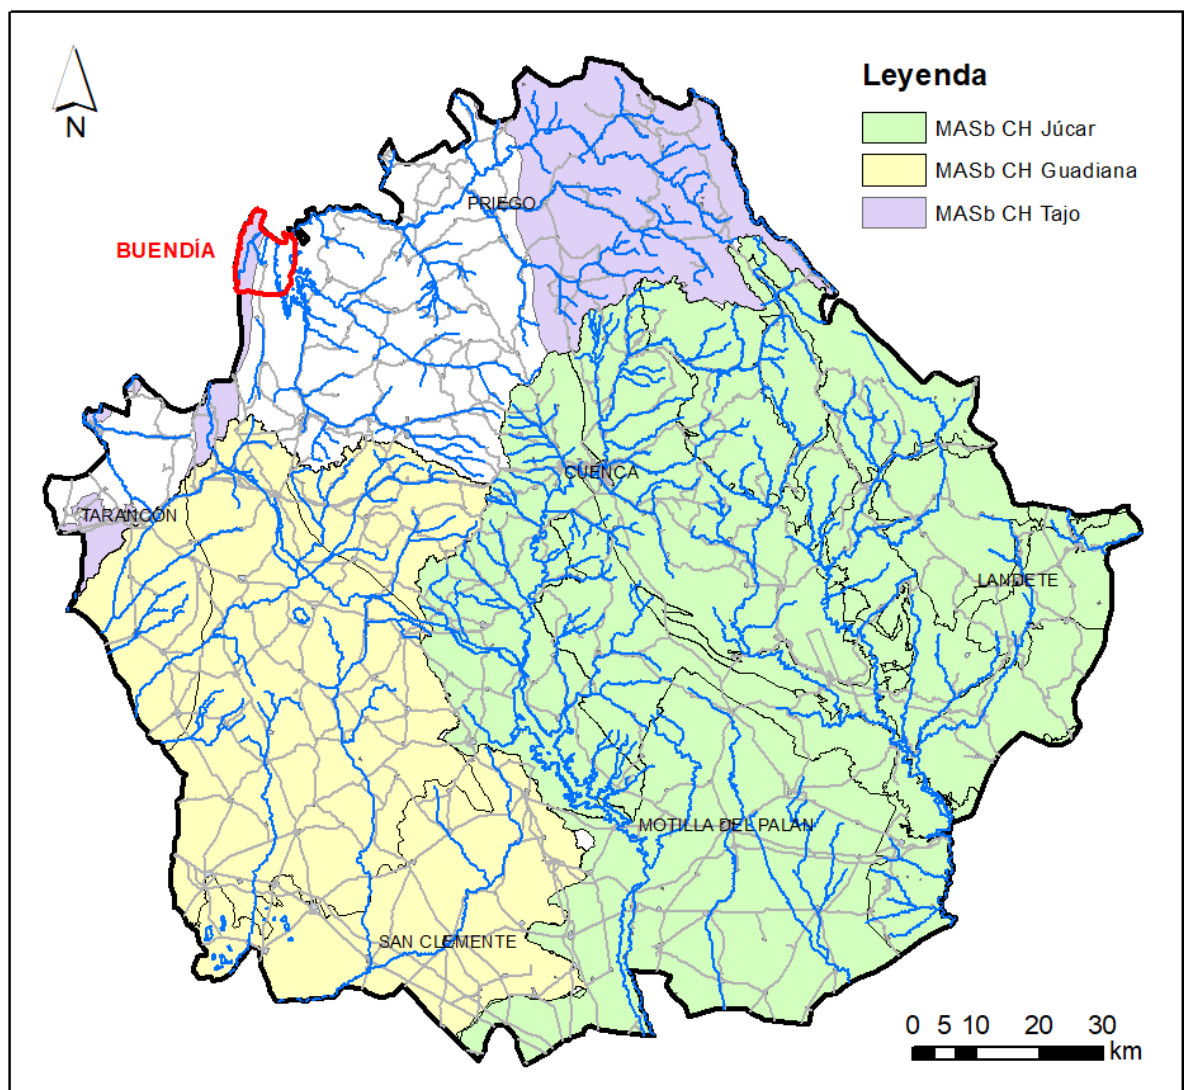 Leyenda
MASb CH Júcar
MASb CH Guadiana
MASb CH Tajo
N
PRIEGO
BUENDÍA
CUENCA
TARANCÓN
LANDETE
MOTILLA DEL PALAN
SAN CLEMENTE
0 5 10 20 30
km